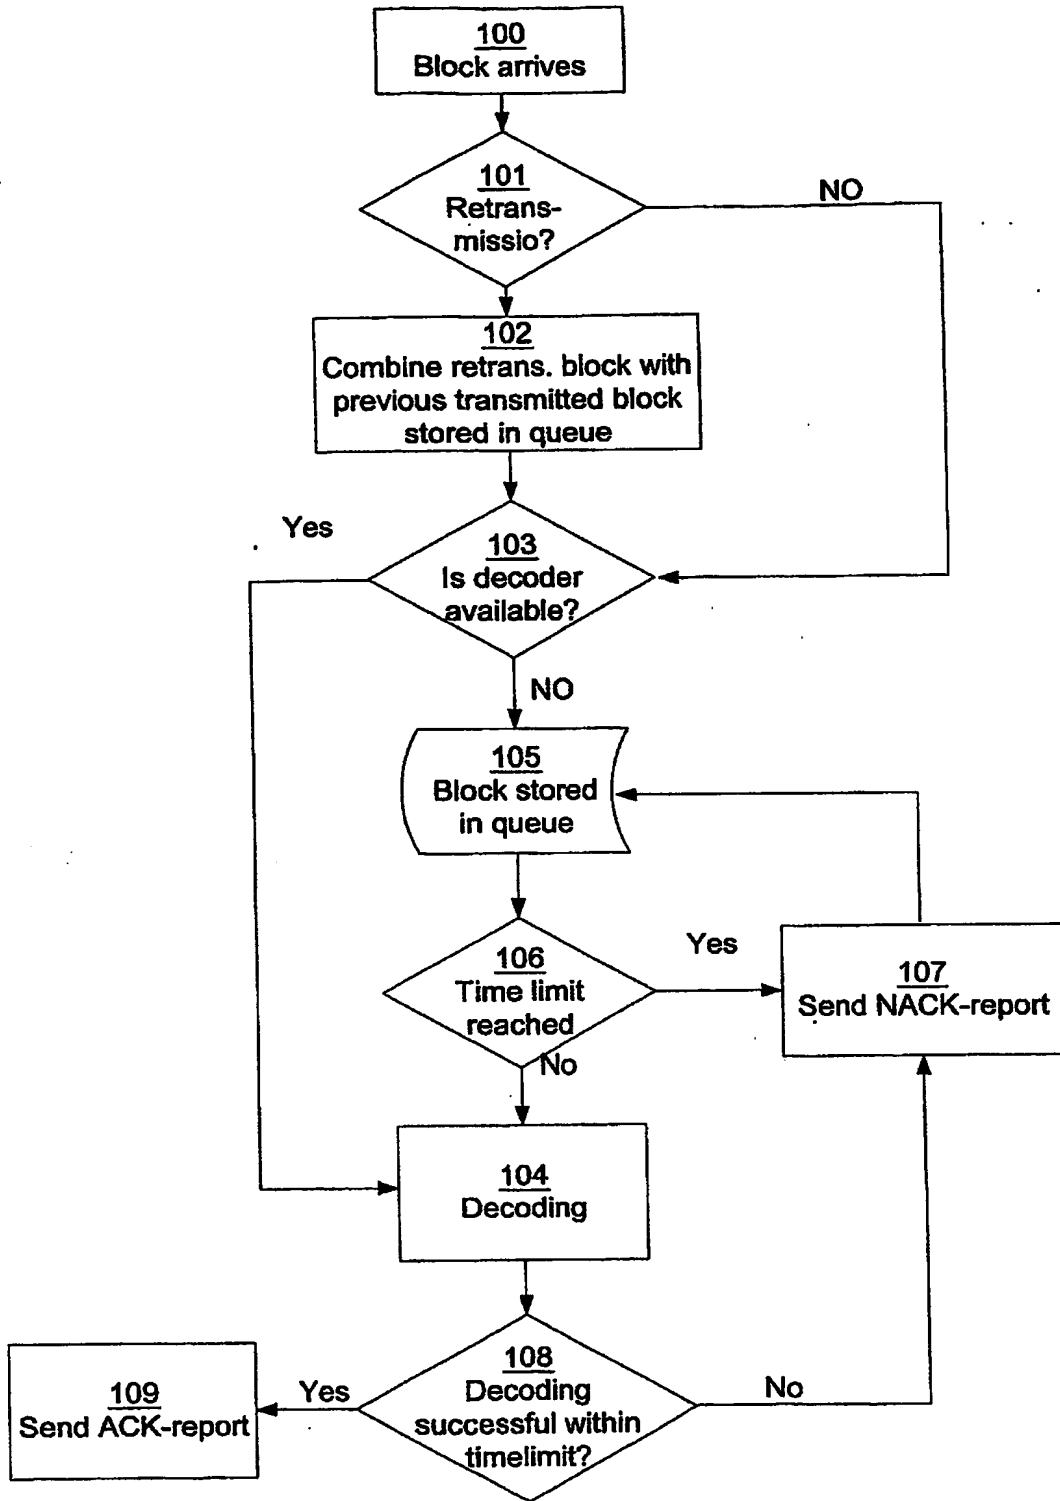 100
Block arrives
101
Retrans-
missio?
NO
102
Combine retrans. block with
previous transmitted block
stored in queue
Yes
103
Is decoder
available?
NO
105
Block stored
in queue
106
Time limit
reached
Yes
107
Send NACK-report
No
104
Decoding
108
Decoding
successful within
timelimit?
Yes
No
109
Send ACK-report